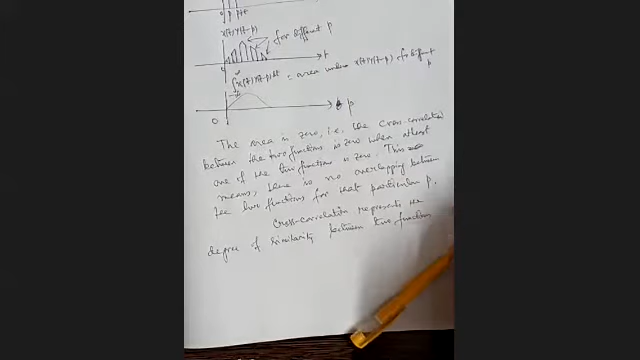 x(t)y(t-p)
for different p
t
∫x(t)y(t-p)dt = area under x(t)y(t-p) for different p
0
p
The area is zero, i.e. the cross-correlation
between the two functions is zero when atleast
one of the two functions is zero. This
means, there is no overlapping between
the two functions for that particular p.
Cross-correlation represents the
degree of similarity between two function